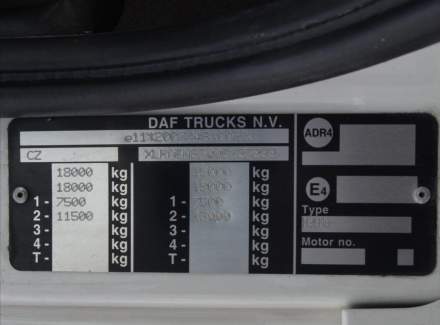 DAF TRUCKS N.V.
ADR4
CZ
18000 kg kg
18000 kg kg
1- 7500 kg 1- kg
2- 11500 kg 2- kg
3- kg 3- kg
4- kg 4- kg
T- kg T- kg
E4
Type
Motor no.